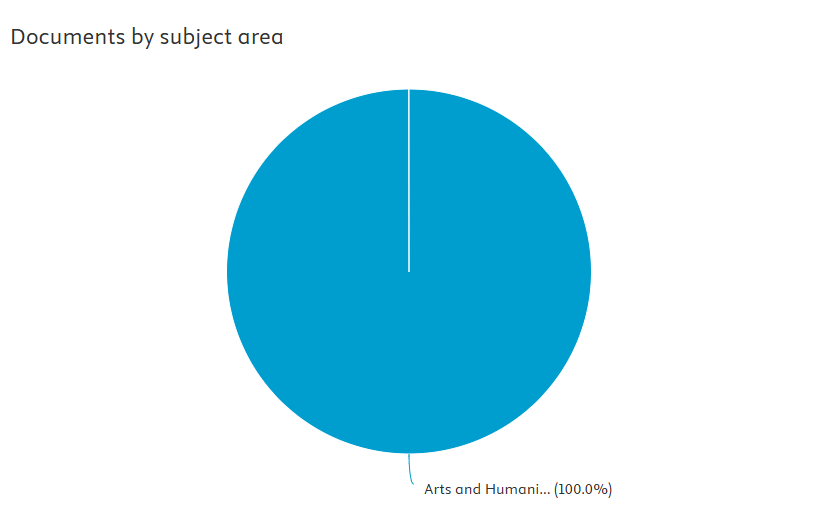 Documents by subject area
Arts and Humani... (100.0%)